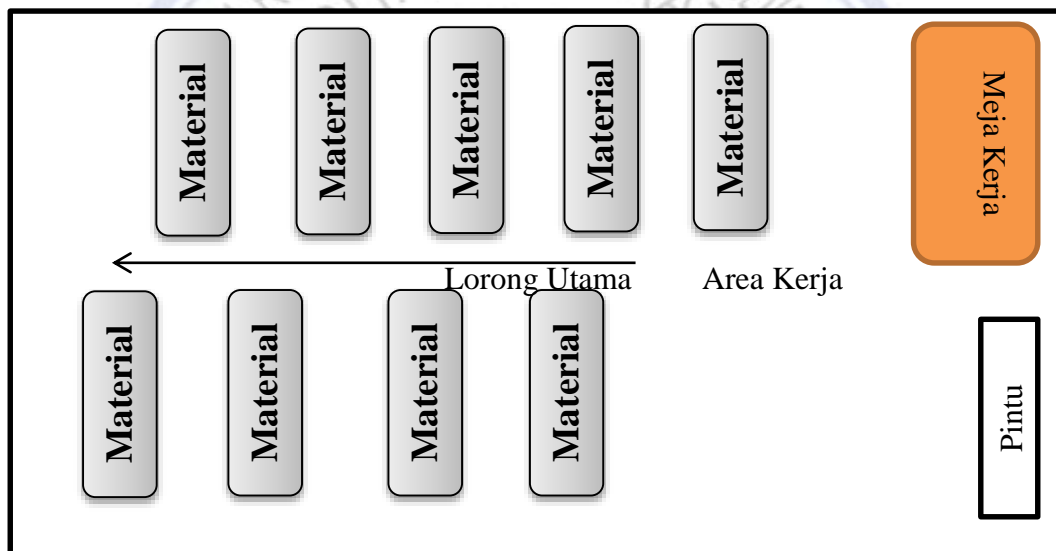 Material
Material
Material
Material
Material
Meja Kerja
Lorong Utama
Area Kerja
Material
Material
Material
Material
Pintu